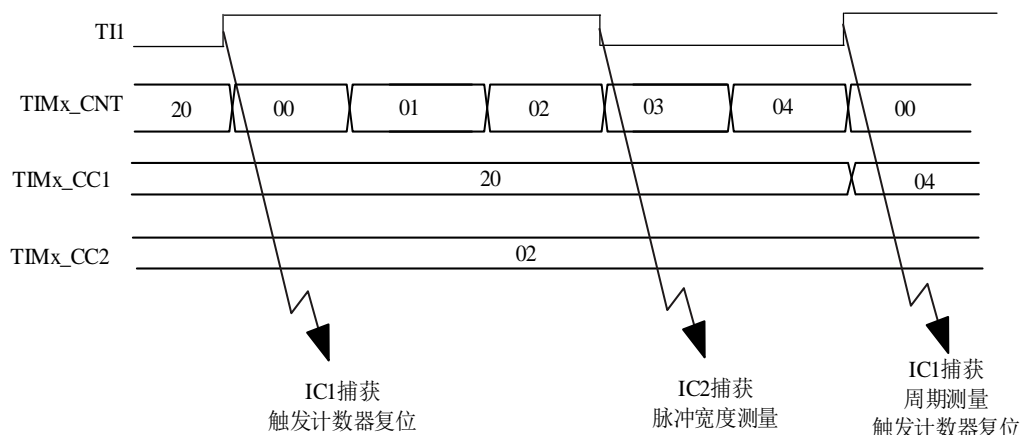 TI1
TIMx_CNT 20 00 01 02 03 04 00
TIMx_CC1 20 04
TIMx_CC2 02
IC1捕获
触发计数器复位
IC2捕获
脉冲宽度测量
IC1捕获
周期测量
触发计数器复位